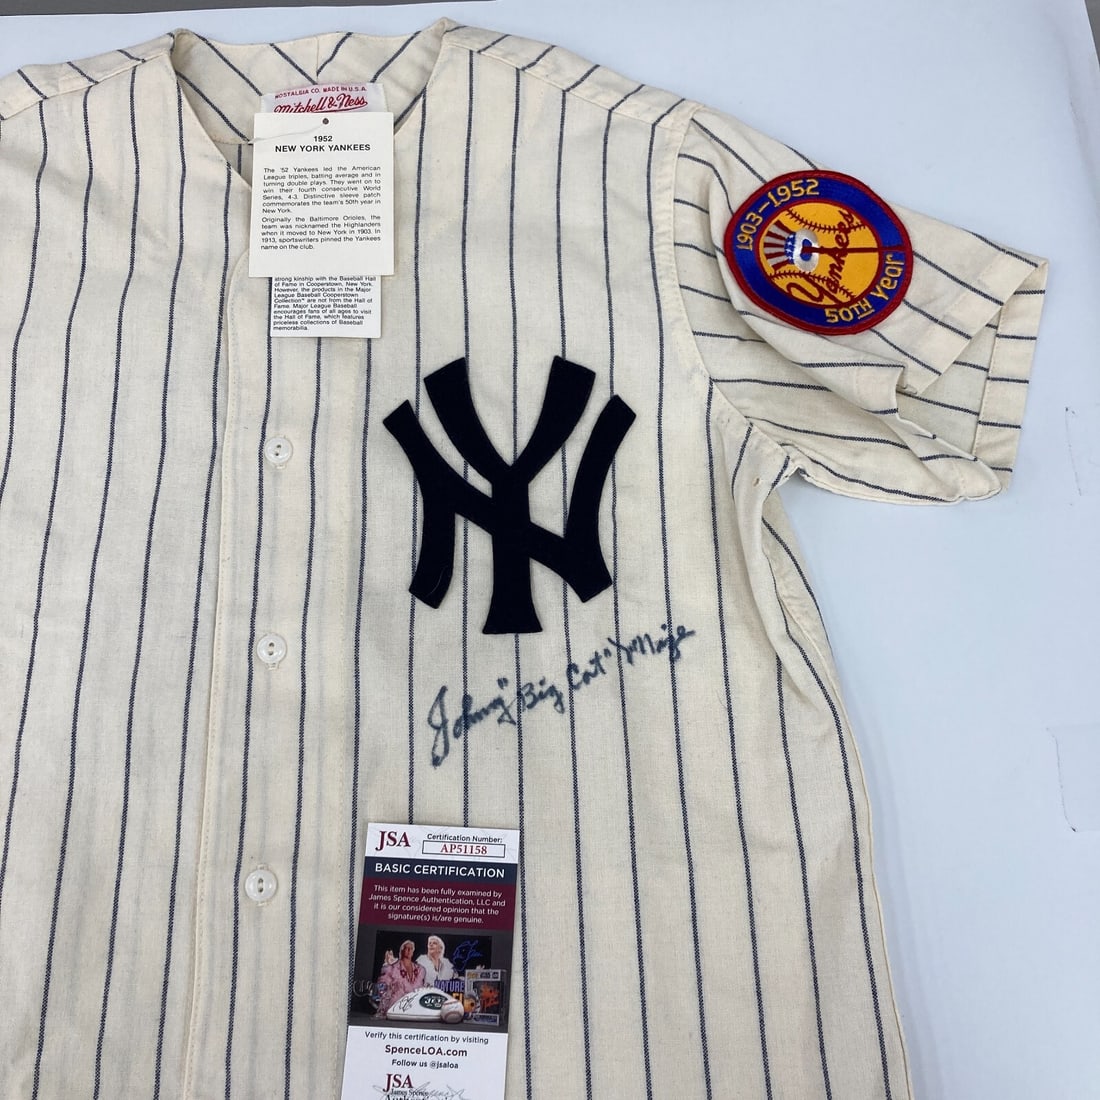 NOSTALGIA CO. MADE IN U.S.A.
Mitchell & Ness
1952
NEW YORK YANKEES
The '52 Yankees led the American
League triples, batting average and in
turning double plays. They went on to
win their fourth consecutive World
Series, 4-3. Distinctive sleeve patch
commemorates the team's 50th year in
New York.
Originally the Baltimore Orioles, the
team was nicknamed the Highlanders
when it moved to New York in 1903. In
1913, sportswriters pinned the Yankees
name on the club.
strong kinship with the Baseball Hall
of Fame in Cooperstown, New York.
However, the products in the Major
League Baseball Cooperstown
Collection* are not from the Hall of
Fame. Major League Baseball
encourages fans of all ages to visit
the Hall of Fame, which features
priceless collections of Baseball
memorabilia.
1903-1952
Yankees
50TH Year
NY
Johnny "Big Cat" Mize
JSA
Certification Number:
AP51158
BASIC CERTIFICATION
This item has been fully examined by
James Spence Authentication, LLC and
it is our considered opinion that the
signature(s) is/are genuine.
Verify this certification by visiting
SpenceLOA.com
Follow us @jsaloa
JSA
James Spence